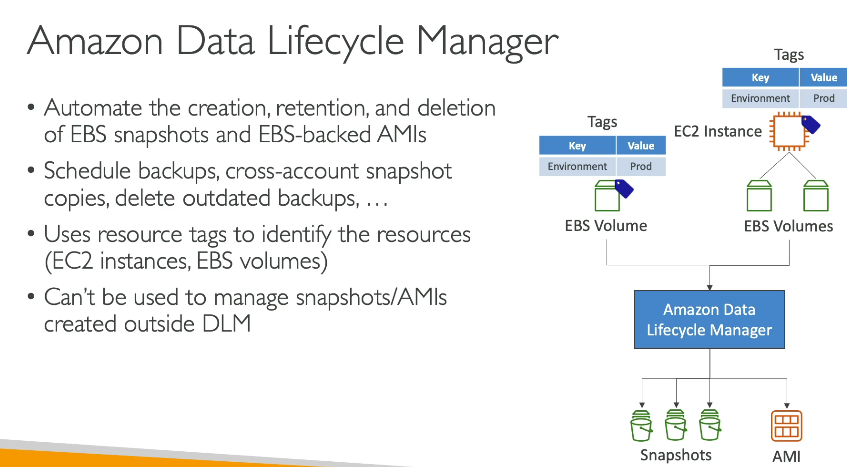 Amazon Data Lifecycle Manager
• Automate the creation, retention, and deletion
of EBS snapshots and EBS-backed AMIs
• Schedule backups, cross-account snapshot
copies, delete outdated backups, …
• Uses resource tags to identify the resources
(EC2 instances, EBS volumes)
• Can't be used to manage snapshots/AMIs
created outside DLM
Tags
Key Value
Environment Prod
EC2 Instance
Tags
Key Value
Environment Prod
EBS Volume
EBS Volumes
Amazon Data
Lifecycle Manager
Snapshots
AMI